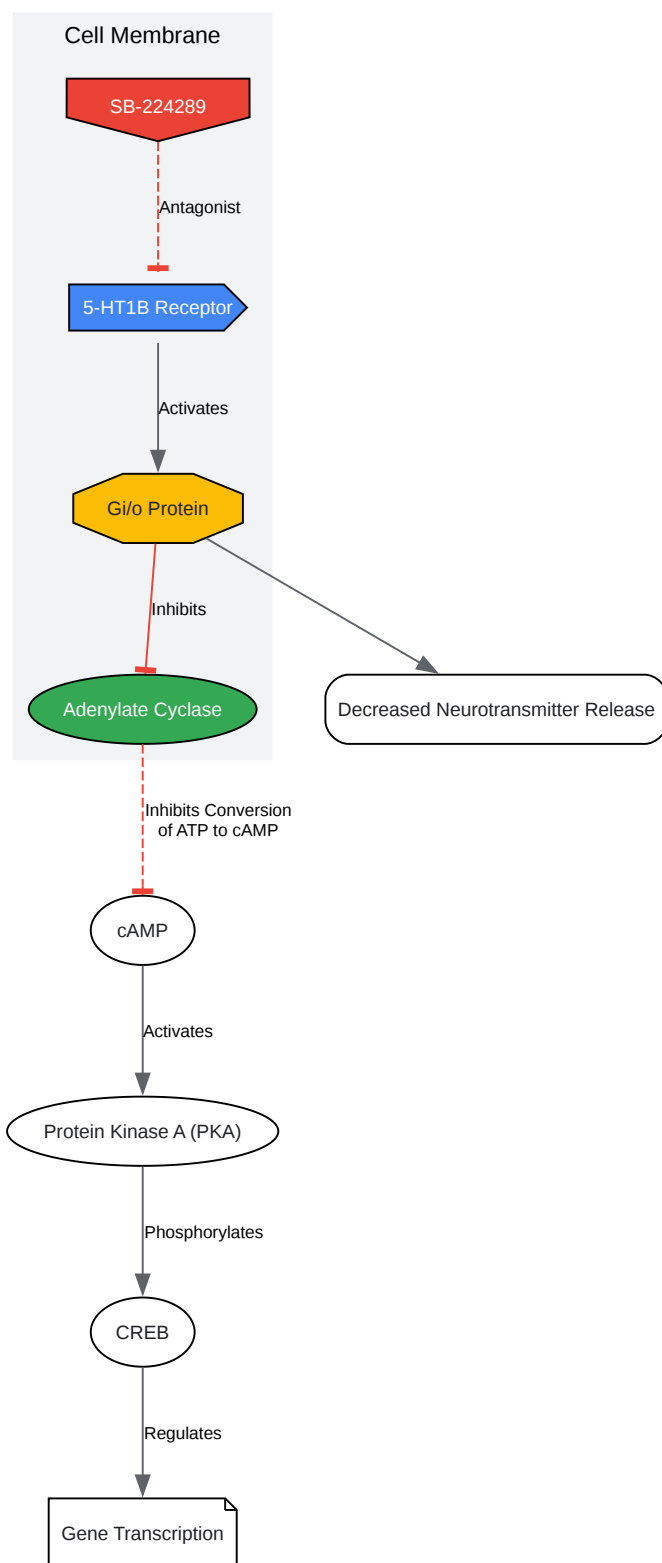 Cell Membrane
SB-224289
Antagonist
5-HT1B Receptor
Activates
Gi/o Protein
Inhibits
Adenylate Cyclase
Decreased Neurotransmitter Release
Inhibits Conversion
of ATP to cAMP
cAMP
Activates
Protein Kinase A (PKA)
Phosphorylates
CREB
Regulates
Gene Transcription